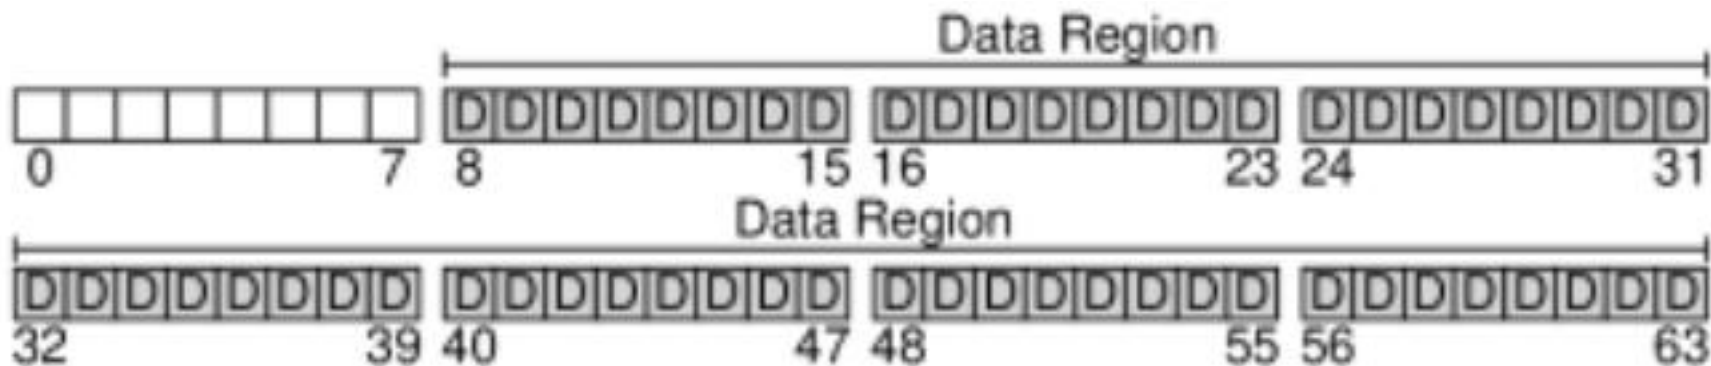 Data Region
D D D D D D D D D D D D D D D D D D D D D D D D
0 7 8 15 16 23 24 31
Data Region
D D D D D D D D D D D D D D D D D D D D D D D D D D D D D D D D
32 39 40 47 48 55 56 63